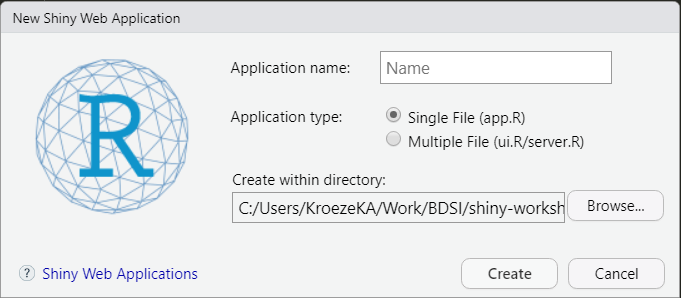 New Shiny Web Application
Application name:
Name
Application type:
Single File (app.R)
Multiple File (ui.R/server.R)
Create within directory:
C:/Users/KroezeKA/Work/BDSI/shiny-worksh
Browse...
R
? Shiny Web Applications
Create
Cancel